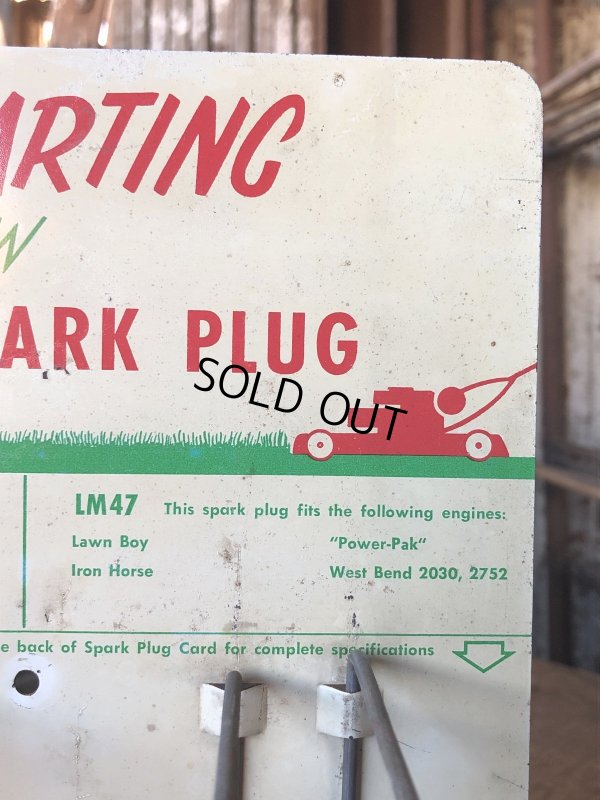 ARTING
W
ARK PLUG
SOLD OUT
LM47 This spark plug fits the following engines:
Lawn Boy "Power-Pak"
Iron Horse West Bend 2030, 2752
e back of Spark Plug Card for complete specifications